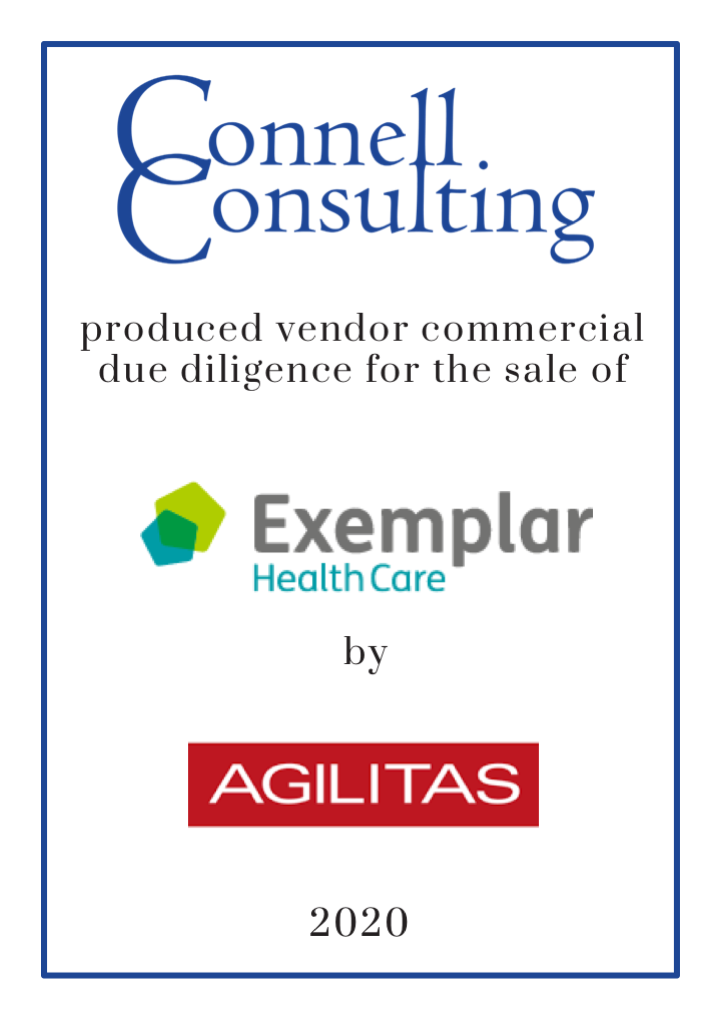 Connell
Consulting
produced vendor commercial
due diligence for the sale of
Exemplar
Health Care
by
AGILITAS
2020